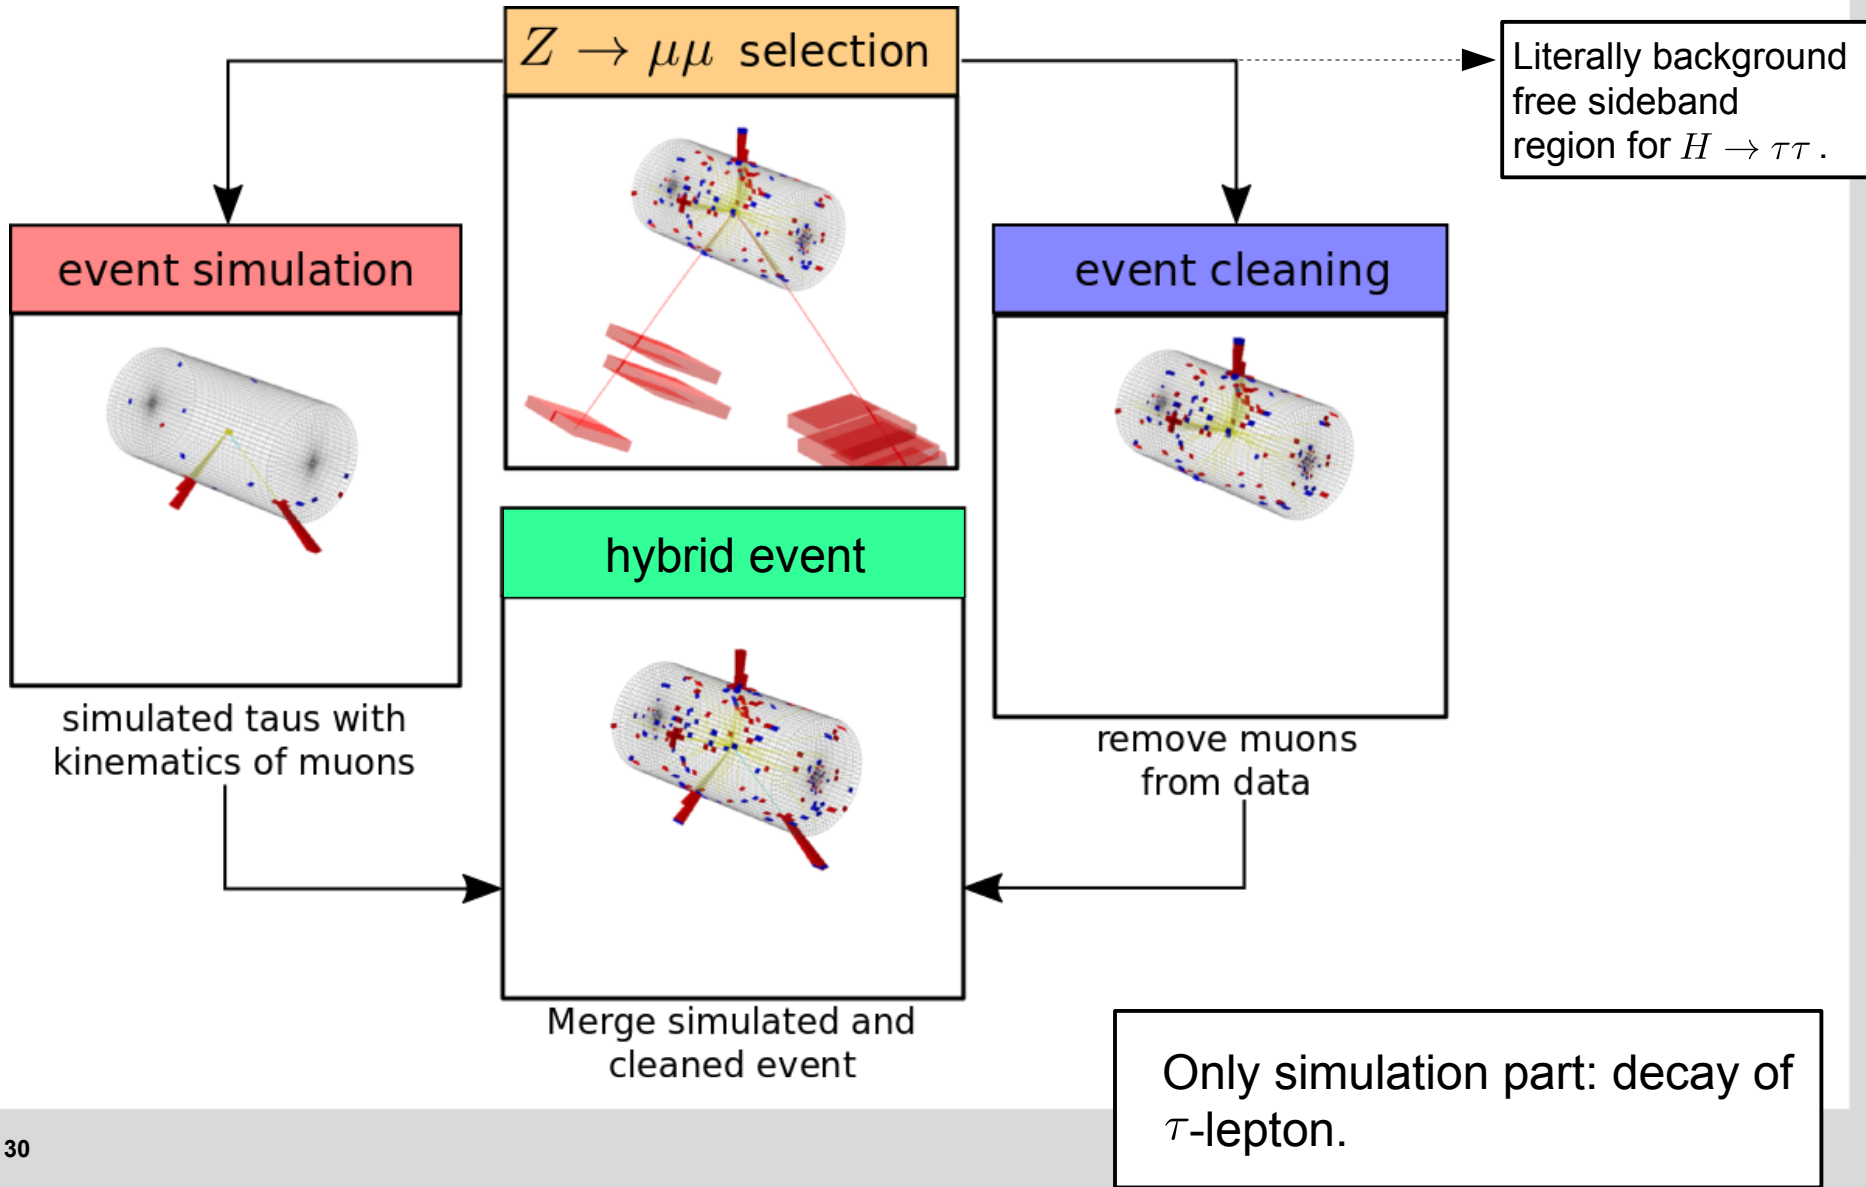 Z → μμ selection
Literally background
free sideband
region for H → ττ.
event simulation
event cleaning
hybrid event
simulated taus with
kinematics of muons
remove muons
from data
Merge simulated and
cleaned event
Only simulation part: decay of
τ-lepton.
30